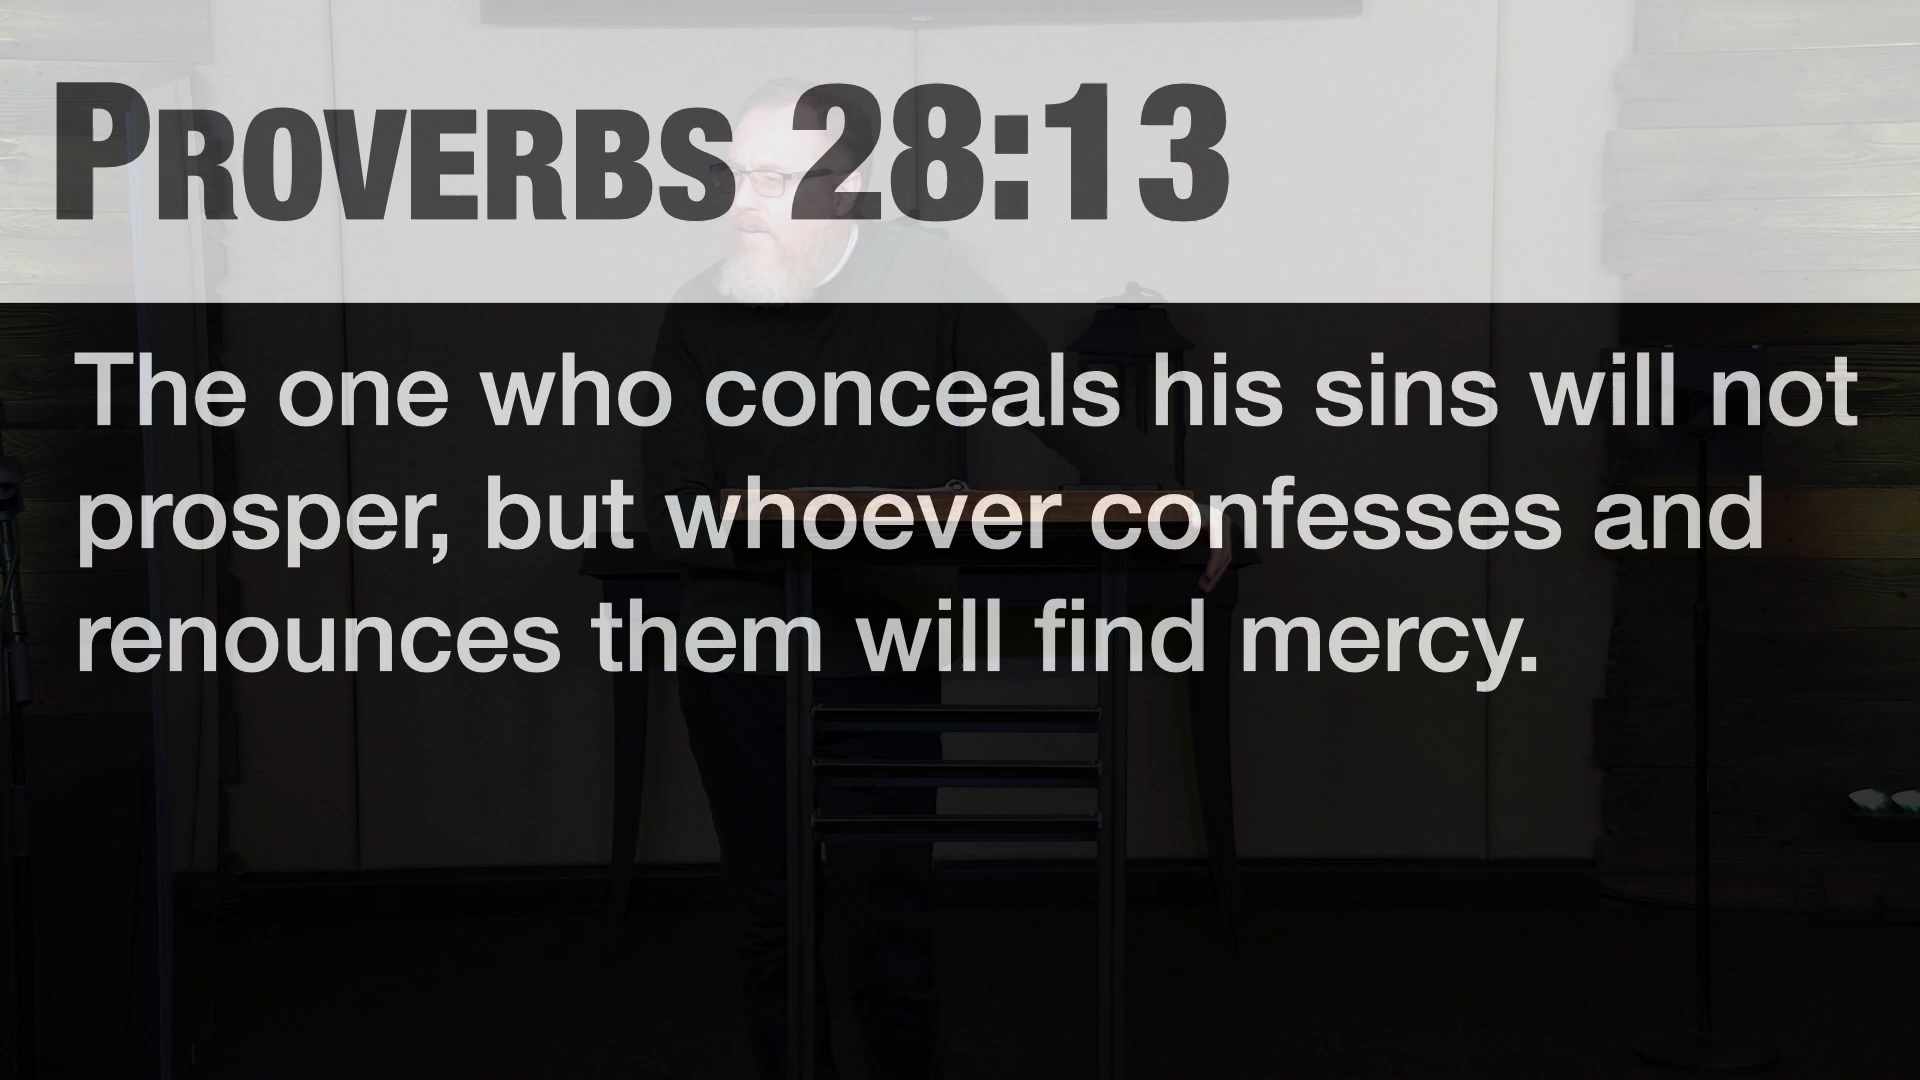 PROVERBS 28:13
The one who conceals his sins will not
prosper, but whoever confesses and
renounces them will find mercy.